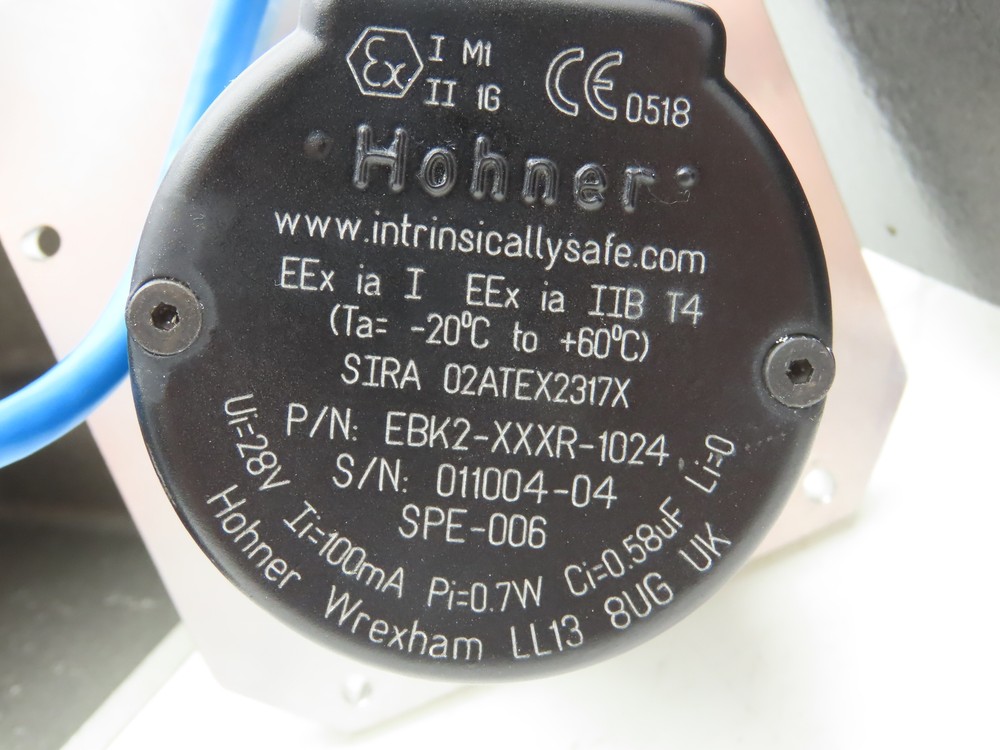 Ex I M1
II 1G
CE 0518
Hohner
www.intrinsicallysafe.com
EEx ia I EEx ia IIB T4
(Ta= -20°C to +60°C)
SIRA 02ATEX2317X
P/N: EBK2-XXXR-1024
S/N: 011004-04
SPE-006
Ui=28V Ii=100mA Pi=0.7W Ci=0.58uF Li=0
Hohner Wrexham LL13 8UG UK